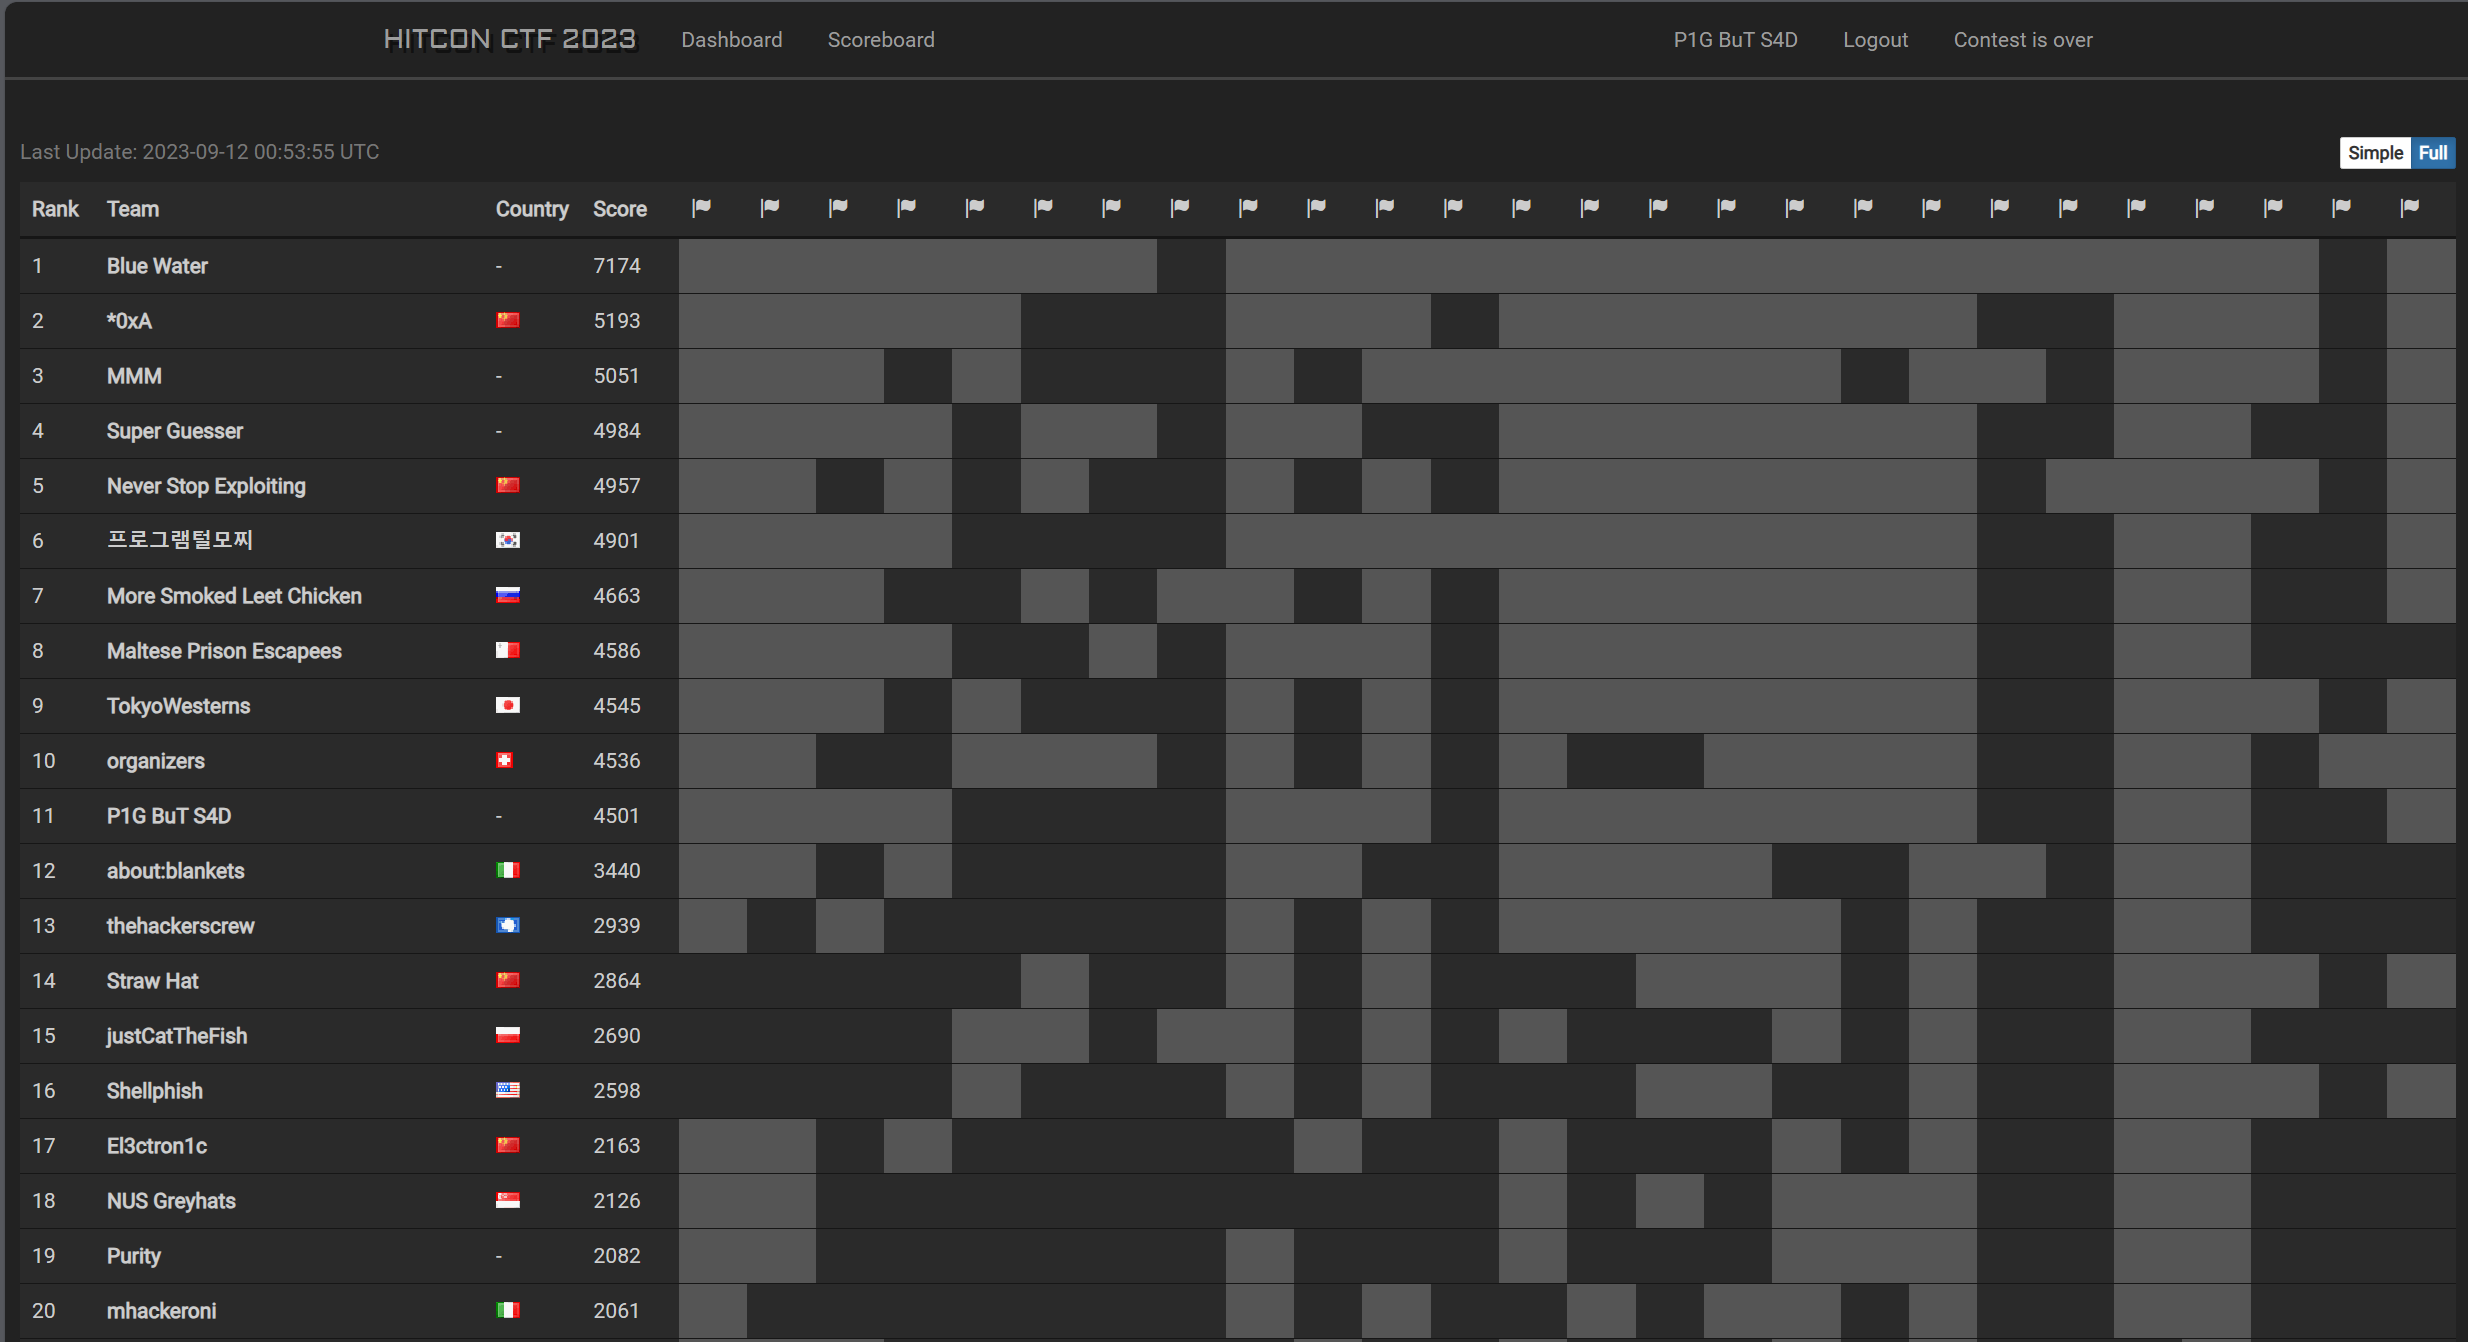 HITCON CTF 2023 Dashboard Scoreboard P1G BuT S4D Logout Contest is over
Last Update: 2023-09-12 00:53:55 UTC Simple Full
Rank Team Country Score
1 Blue Water - 7174
2 *0xA 5193
3 MMM - 5051
4 Super Guesser - 4984
5 Never Stop Exploiting 4957
6 프로그램털모찌 4901
7 More Smoked Leet Chicken 4663
8 Maltese Prison Escapees 4586
9 TokyoWesterns 4545
10 organizers 4536
11 P1G BuT S4D - 4501
12 about:blankets 3440
13 thehackerscrew 2939
14 Straw Hat 2864
15 justCatTheFish 2690
16 Shellphish 2598
17 El3ctron1c 2163
18 NUS Greyhats 2126
19 Purity - 2082
20 mhackeroni 2061